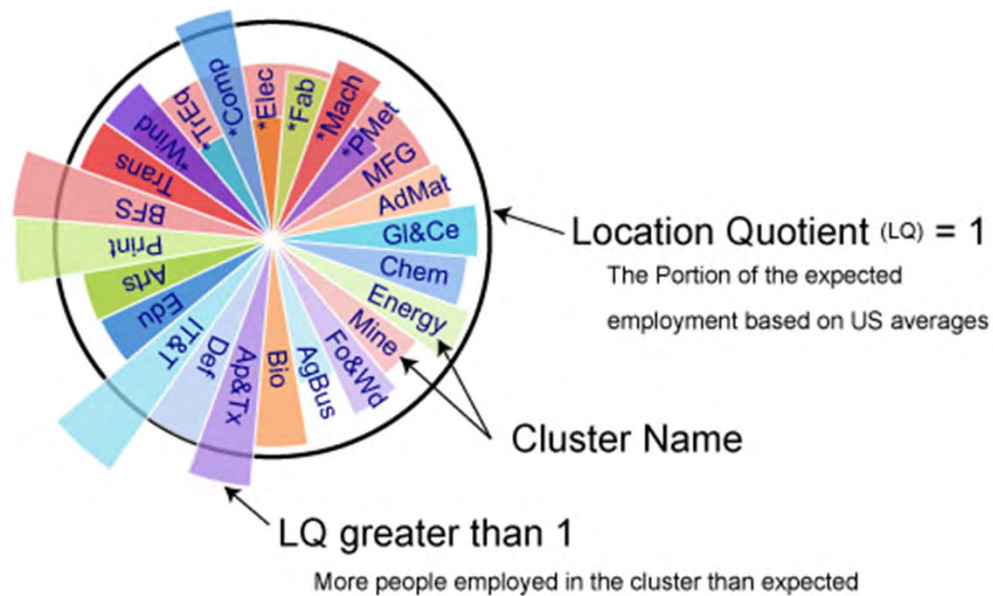 *Comp
*Elec
*Fab
*Mach
*PMet
MFG
AdMat
Gl&Ce
Chem
Energy
Mine
Fo&Wd
AgBus
Bio
Ap&Tx
Def
IT&T
Edu
Arts
Print
BFS
Trans
*Wind
*TrEq
Location Quotient (LQ) = 1
The Portion of the expected
employment based on US averages
Cluster Name
LQ greater than 1
More people employed in the cluster than expected